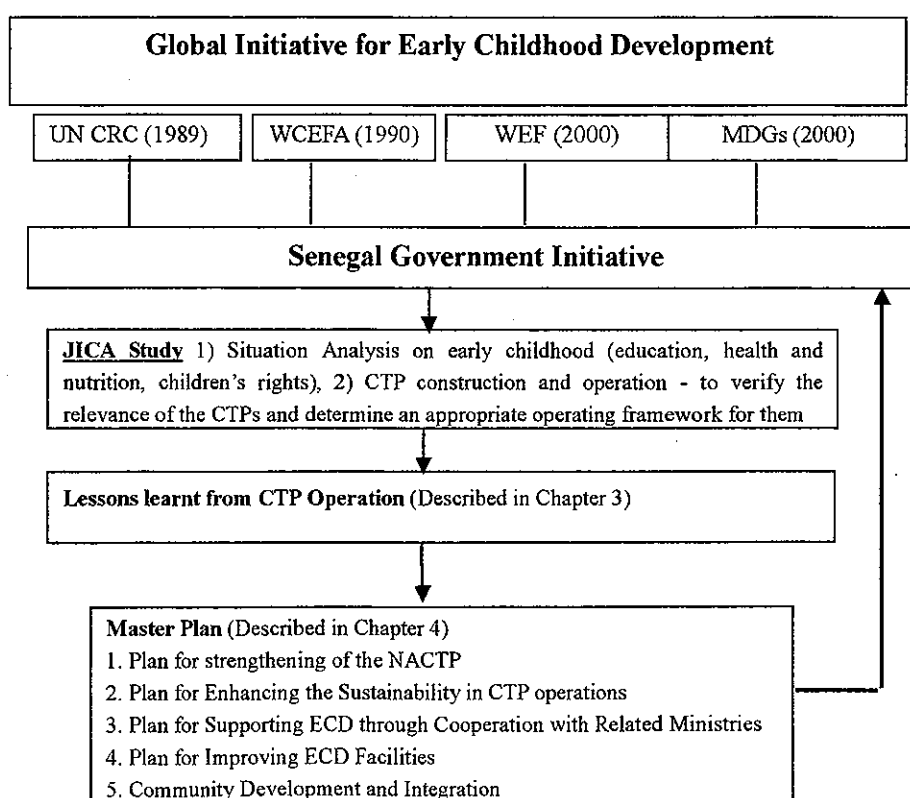 Global Initiative for Early Childhood Development
UN CRC (1989)
WCEFA (1990)
WEF (2000)
MDGs (2000)
Senegal Government Initiative
JICA Study 1) Situation Analysis on early childhood (education, health and
nutrition, children's rights), 2) CTP construction and operation - to verify the
relevance of the CTPs and determine an appropriate operating framework for them
Lessons learnt from CTP Operation (Described in Chapter 3)
Master Plan (Described in Chapter 4)
1. Plan for strengthening of the NACTP
2. Plan for Enhancing the Sustainability in CTP operations
3. Plan for Supporting ECD through Cooperation with Related Ministries
4. Plan for Improving ECD Facilities
5. Community Development and Integration